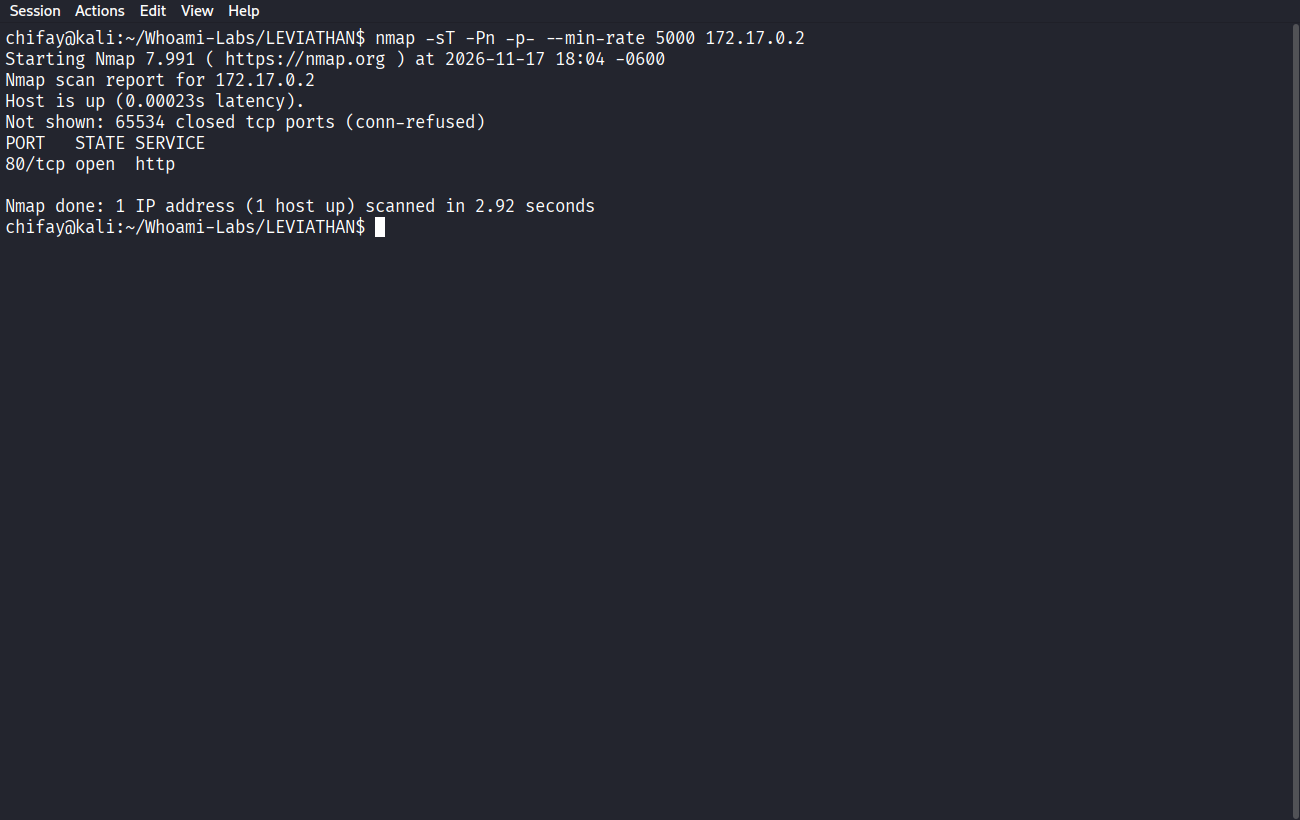 Session Actions Edit View Help
chifay@kali:~/Whoami-Labs/LEVIATHAN$ nmap -sT -Pn -p- --min-rate 5000 172.17.0.2
Starting Nmap 7.991 ( https://nmap.org ) at 2026-11-17 18:04 -0600
Nmap scan report for 172.17.0.2
Host is up (0.00023s latency).
Not shown: 65534 closed tcp ports (conn-refused)
PORT   STATE SERVICE
80/tcp open  http
Nmap done: 1 IP address (1 host up) scanned in 2.92 seconds
chifay@kali:~/Whoami-Labs/LEVIATHAN$